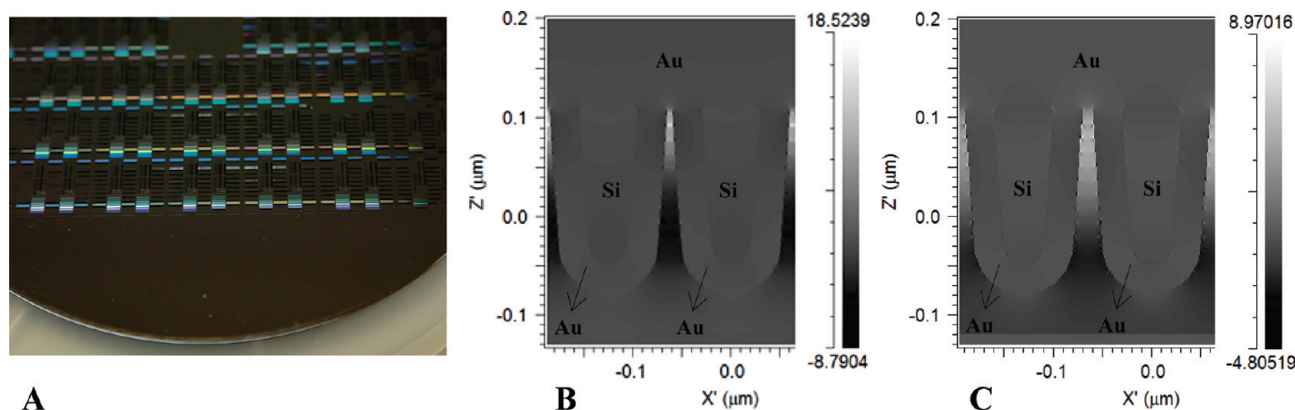 A
B
0.2
0.1
0.0
-0.1
Z' (μm)
-0.1
0.0
X' (μm)
Au
Si
Si
Au
Au
18.5239
-8.7904
C
0.2
0.1
0.0
-0.1
Z' (μm)
-0.1
0.0
X' (μm)
Au
Si
Si
Au
Au
8.97016
-4.80519